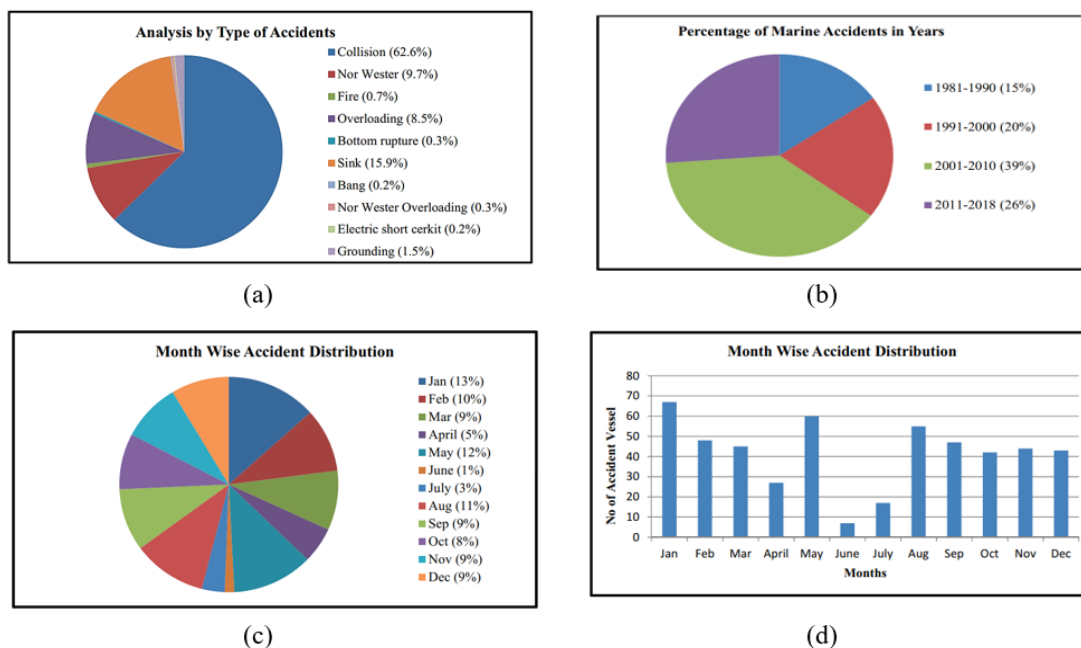 Analysis by Type of Accidents
Collision (62.6%)
Nor Wester (9.7%)
Fire (0.7%)
Overloading (8.5%)
Bottom rupture (0.3%)
Sink (15.9%)
Bang (0.2%)
Nor Wester Overloading (0.3%)
Electric short cerkit (0.2%)
Grounding (1.5%)
(a)
Percentage of Marine Accidents in Years
1981-1990 (15%)
1991-2000 (20%)
2001-2010 (39%)
2011-2018 (26%)
(b)
Month Wise Accident Distribution
Jan (13%)
Feb (10%)
Mar (9%)
April (5%)
May (12%)
June (1%)
July (3%)
Aug (11%)
Sep (9%)
Oct (8%)
Nov (9%)
Dec (9%)
(c)
Month Wise Accident Distribution
No of Accident Vessel
80
70
60
50
40
30
20
10
0
Jan Feb Mar April May June July Aug Sep Oct Nov Dec
Months
(d)